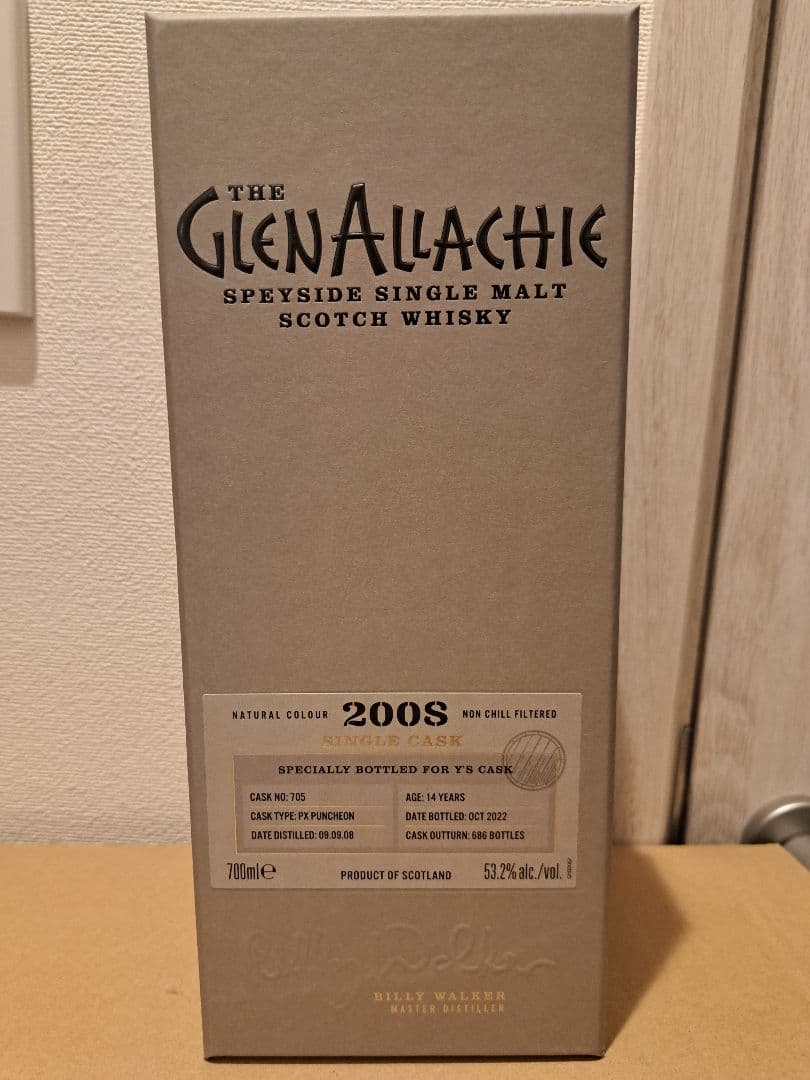 THE
GLENALLACHIE
SPEYSIDE SINGLE MALT
SCOTCH WHISKY
NATURAL COLOUR 2008 NON CHILL FILTERED
SINGLE CASK
SPECIALLY BOTTLED FOR Y'S CASK
CASK NO: 705 AGE: 14 YEARS
CASK TYPE: PX PUNCHEON DATE BOTTLED: OCT 2022
DATE DISTILLED: 09.09.08 CASK OUTTURN: 686 BOTTLES
700ml℮ PRODUCT OF SCOTLAND 53.2% alc./vol.
Billy Walker
BILLY WALKER
MASTER DISTILLER